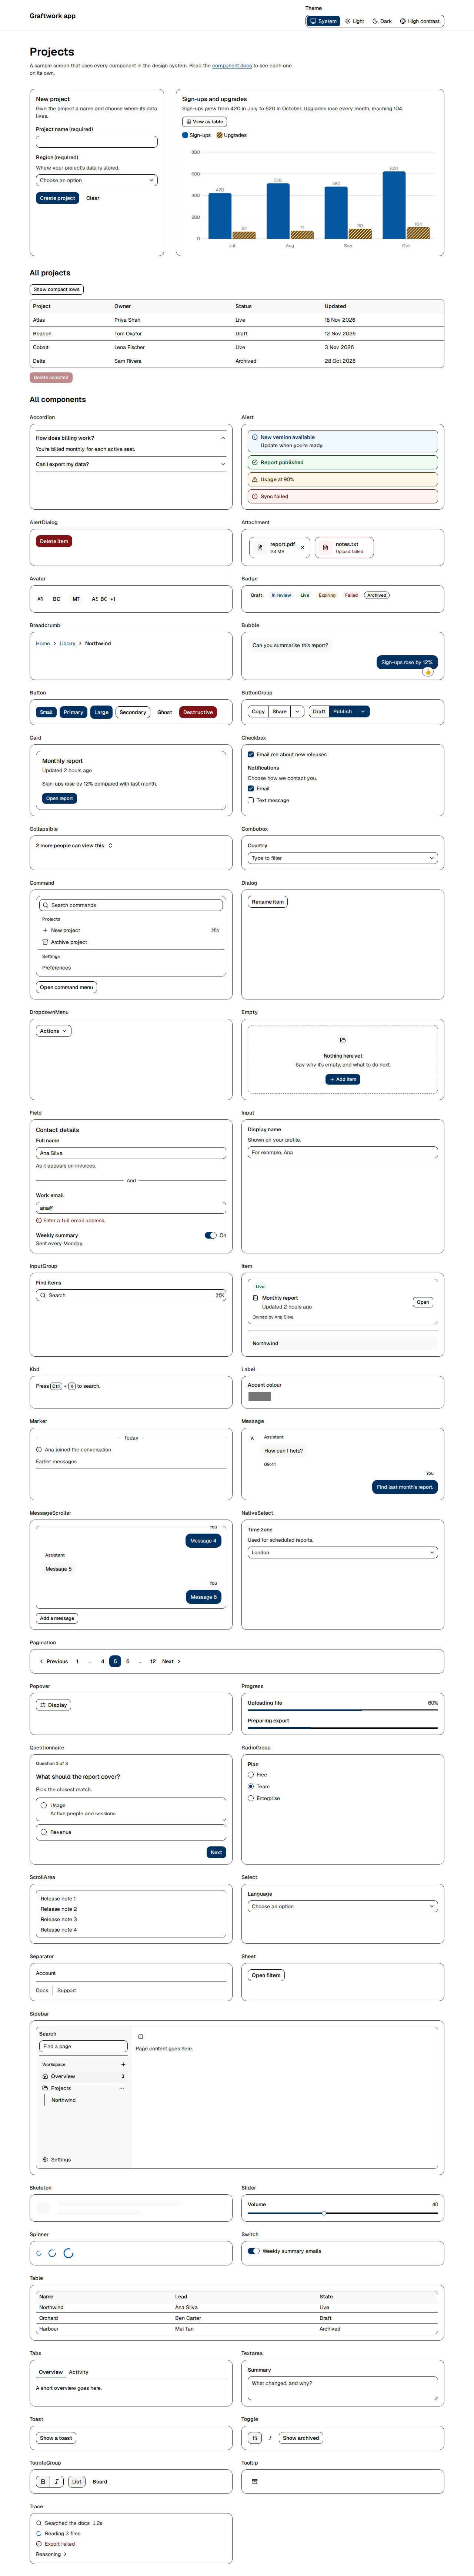 Graftwork app
Theme
System Light Dark High contrast
Projects
A sample screen that uses every component in the design system. Read the component docs to see each one
on its own.
New project
Give the project a name and choose where its data
lives.
Project name (required)
Region (required)
Where your project's data is stored.
Choose an option
Create project Clear
Sign-ups and upgrades
Sign-ups grew from 420 in July to 620 in October. Upgrades rose every month, reaching 104.
View as table
Sign-ups Upgrades
800
600
400
200
0
420
510
480
620
104
Jul Aug Sep Oct
All projects
Show compact rows
Project Owner Status Updated
Atlas Priya Shah Live 18 Nov 2026
Beacon Tom Okafor Draft 12 Nov 2026
Cobalt Lena Fischer Live 3 Nov 2026
Delta Sam Rivera Archived 28 Oct 2026
Delete selected
All components
Accordion
How does billing work?
You're billed monthly for each active seat.
Can I export my data?
Alert
New version available
Update when you're ready.
Report published
Usage at 90%
Sync failed
AlertDialog
Delete item
Attachment
report.pdf
2.4 MB
notes.txt
Upload failed
Avatar
AS BC MT +1
Badge
Draft In review Live Expiring Failed Archived
Breadcrumb
Home Library Northwind
Bubble
Can you summarise this report?
Sign-ups rose by 12%.
Button
Small Primary Large Secondary Ghost Destructive
ButtonGroup
Copy Share Draft Publish
Card
Monthly report
Updated 2 hours ago
Sign-ups rose by 12% compared with last month.
Open report
Checkbox
Email me about new releases
Notifications
Choose how we contact you.
Email
Text message
Collapsible
2 more people can view this
Combobox
Country
Type to filter
Command
Search commands
Projects
New project
Archive project
Settings
Preferences
Open command menu
Dialog
Rename item
DropdownMenu
Actions
Empty
Nothing here yet
Say why it's empty, and what to do next.
Add item
Field
Contact details
Full name
Ana Silva
As it appears on invoices.
And
Work email
ana@
Enter a full email address.
Weekly summary
Sent every Monday.
On
Input
Display name
Shown on your profile.
For example, Ana
InputGroup
Find items
Search ⌘K
Item
Live
Monthly report
Updated 2 hours ago
Open
Owned by Ana Silva
Northwind
Kbd
Press Ctrl + K to search.
Label
Accent colour
Marker
Today
Ana joined the conversation
Earlier messages
Message
A
Assistant
How can I help?
09:41
You
Find last month's report.
MessageScroller
You
Message 4
Assistant
Message 5
You
Message 6
Add a message
NativeSelect
Time zone
Used for scheduled reports.
London
Pagination
Previous 1 … 4 5 6 … 12 Next
Popover
Display
Progress
Uploading file 60%
Preparing export
Questionnaire
Question 1 of 3
What should the report cover?
Pick the closest match.
Usage
Active people and sessions
Revenue
Next
RadioGroup
Plan
Free
Team
Enterprise
ScrollArea
Release note 1
Release note 2
Release note 3
Release note 4
Select
Language
Choose an option
Separator
Account
Docs Support
Sheet
Open filters
Sidebar
Search
Find a page
Workspace
Overview 3
Projects
Northwind
Settings
Page content goes here.
Skeleton
Slider
Volume 40
Spinner
Switch
Weekly summary emails
Table
Name Lead State
Northwind Ana Silva Live
Orchard Ben Carter Draft
Harbour Mei Tan Archived
Tabs
Overview Activity
A short overview goes here.
Textarea
Summary
What changed, and why?
Toast
Show a toast
Toggle
B I Show archived
ToggleGroup
B I List Board
Tooltip
Trace
Searched the docs 1.2s
Reading 3 files
Export failed
Reasoning